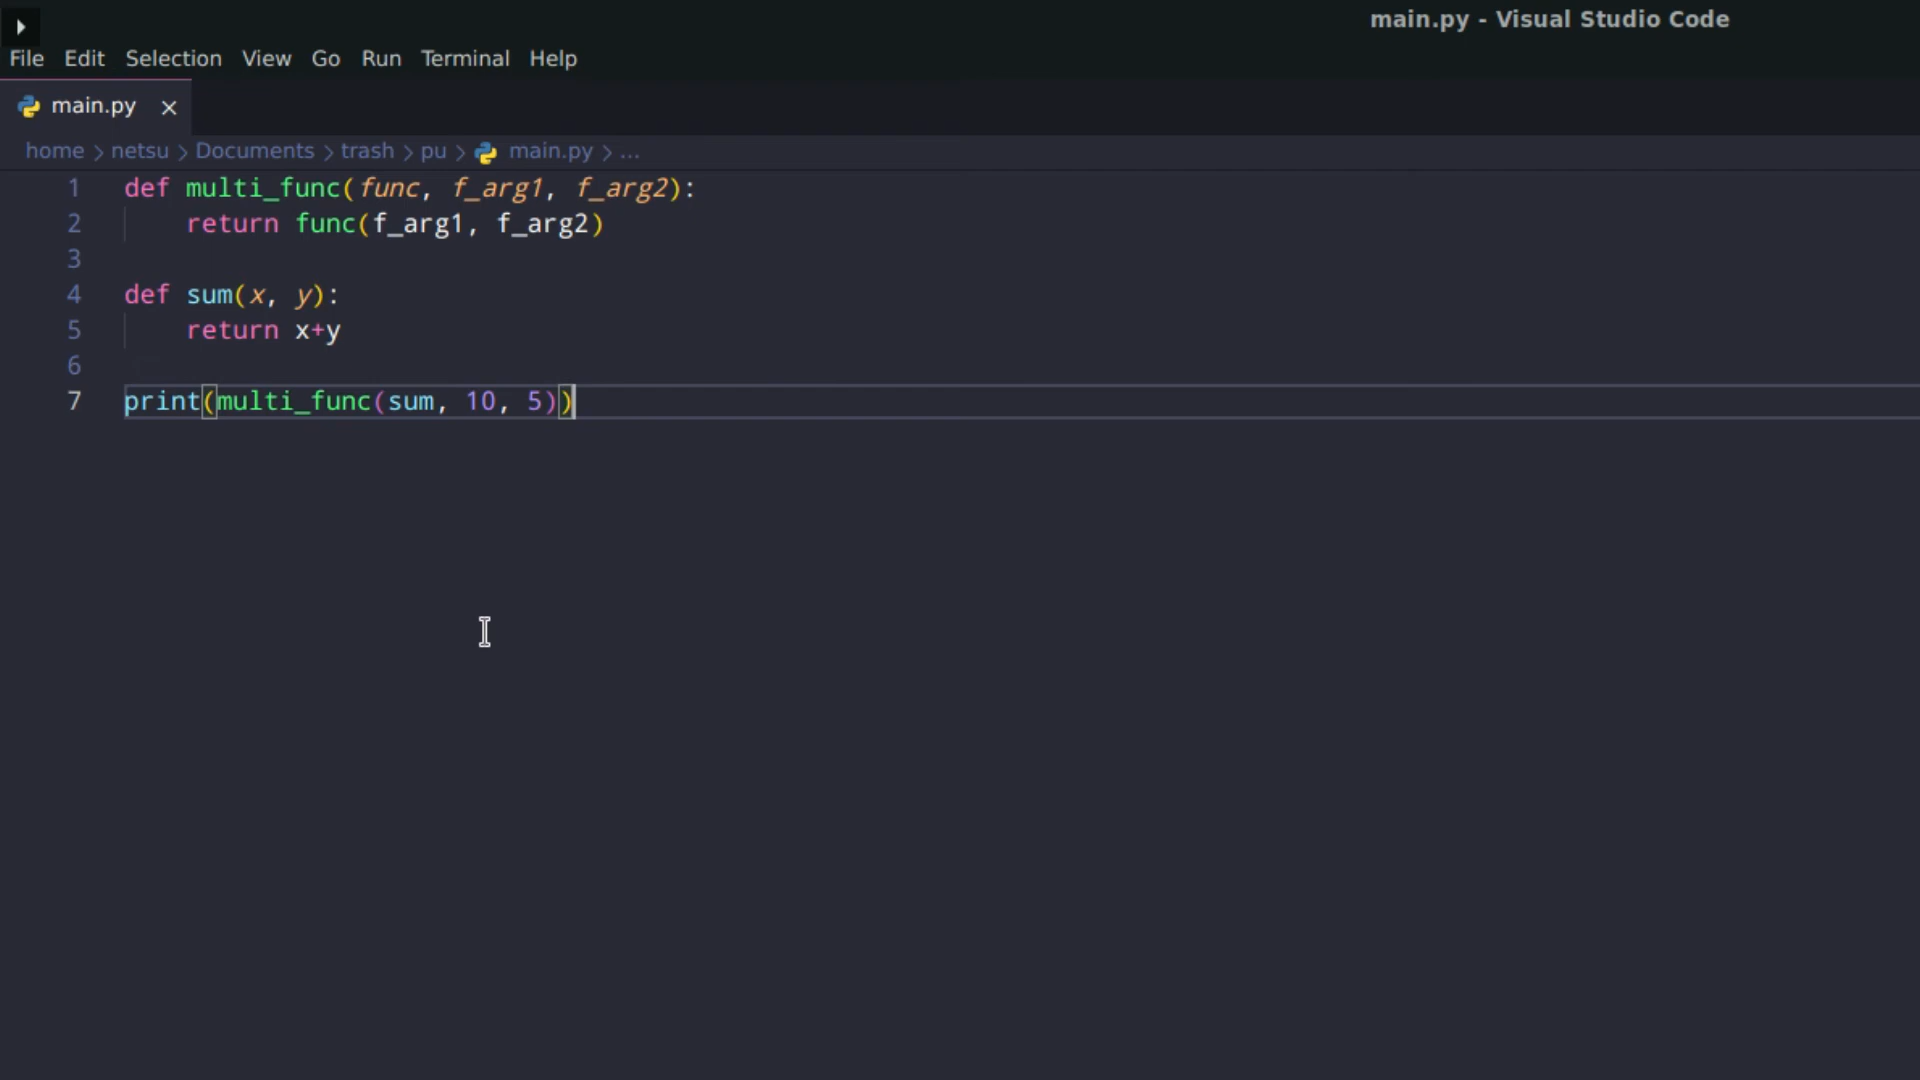 main.py - Visual Studio Code
File Edit Selection View Go Run Terminal Help
main.py ×
home > netsu > Documents > trash > pu > main.py > ...
1 def multi_func(func, f_arg1, f_arg2):
2     return func(f_arg1, f_arg2)
3
4 def sum(x, y):
5     return x+y
6
7 print(multi_func(sum, 10, 5))